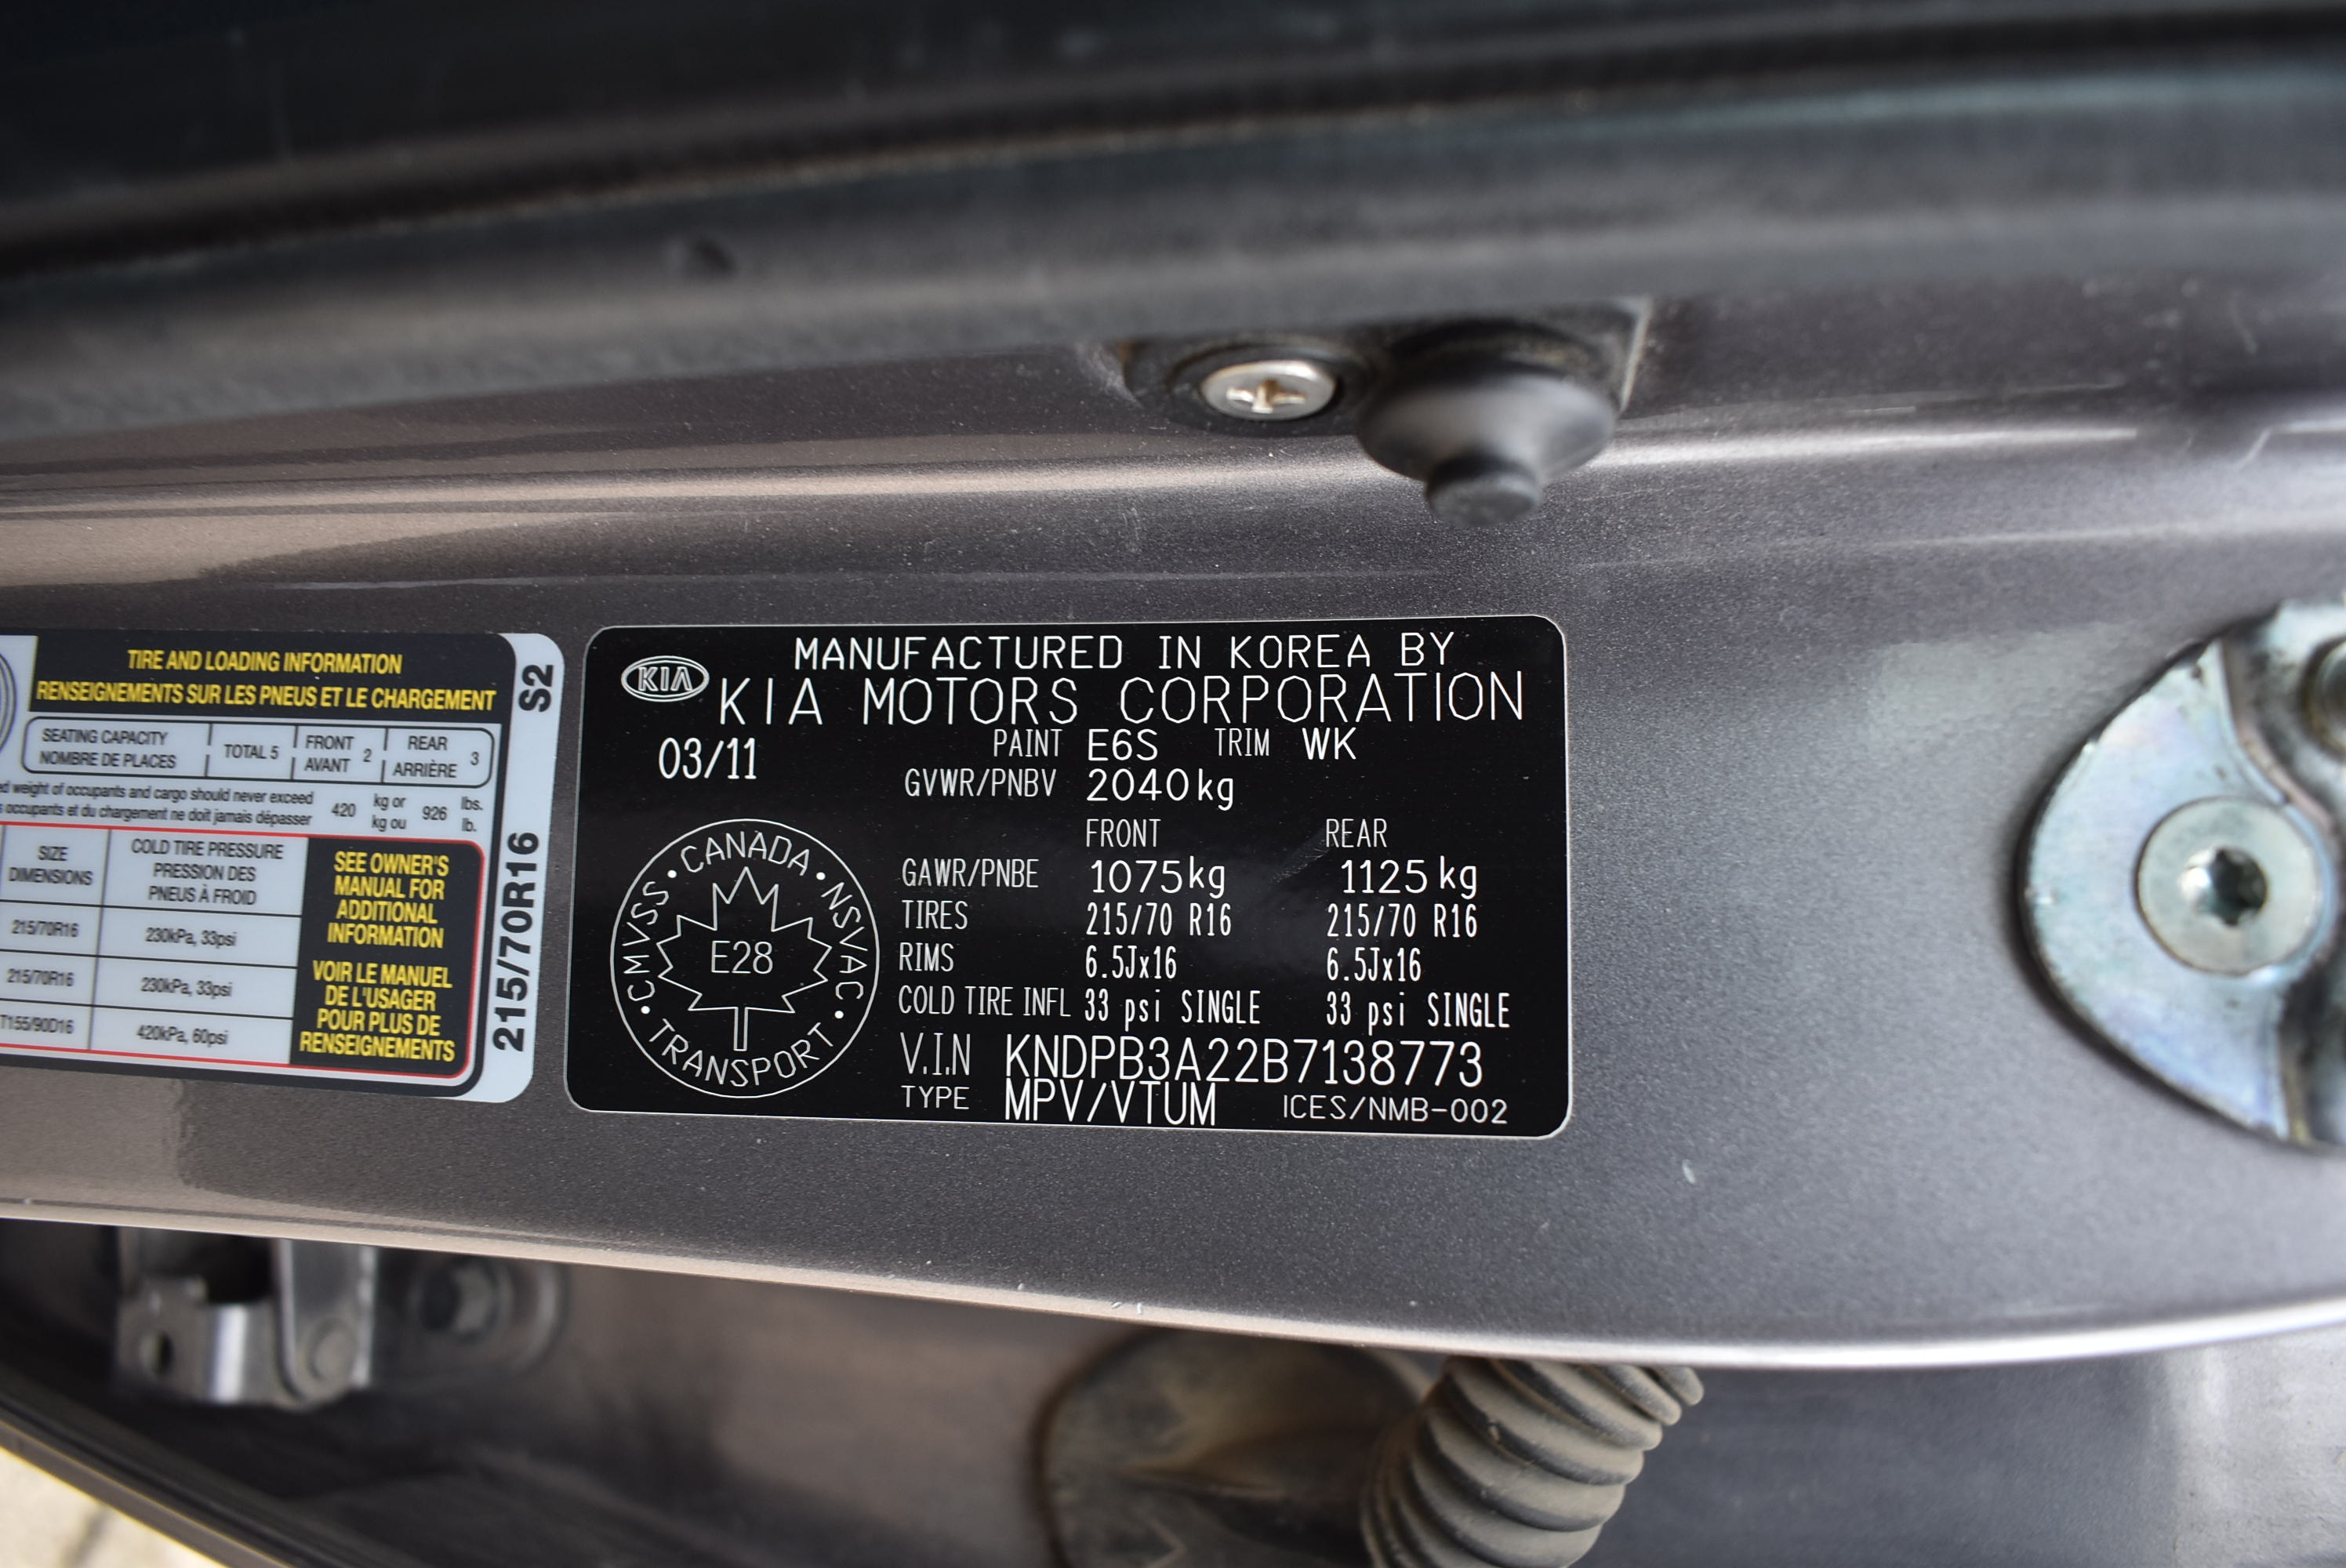 TIRE AND LOADING INFORMATION
RENSEIGNEMENTS SUR LES PNEUS ET LE CHARGEMENT
SEATING CAPACITY
NOMBRE DE PLACES
TOTAL 5
FRONT
AVANT
2
REAR
ARRIÈRE
3
weight of occupants and cargo should never exceed
occupants et du chargement ne doit jamais dépasser
420
kg or
kg ou
926
lbs.
lb.
SIZE
DIMENSIONS
COLD TIRE PRESSURE
PRESSION DES
PNEUS À FROID
215/70R16
230kPa, 33psi
215/70R16
230kPa, 33psi
T155/90D16
420kPa, 60psi
SEE OWNER'S
MANUAL FOR
ADDITIONAL
INFORMATION
VOIR LE MANUEL
DE L'USAGER
POUR PLUS DE
RENSEIGNEMENTS
215/70R16 S2
KIA
MANUFACTURED IN KOREA BY
KIA MOTORS CORPORATION
03/11
PAINT E6S TRIM WK
GVWR/PNBV 2040kg
FRONT REAR
GAWR/PNBE 1075kg 1125kg
TIRES 215/70 R16 215/70 R16
RIMS 6.5Jx16 6.5Jx16
COLD TIRE INFL 33 psi SINGLE 33 psi SINGLE
V.I.N KNDPB3A22B7138773
TYPE MPV/VTUM ICES/NMB-002
CMVSS • CANADA • NSVAC • TRANSPORT •
E28